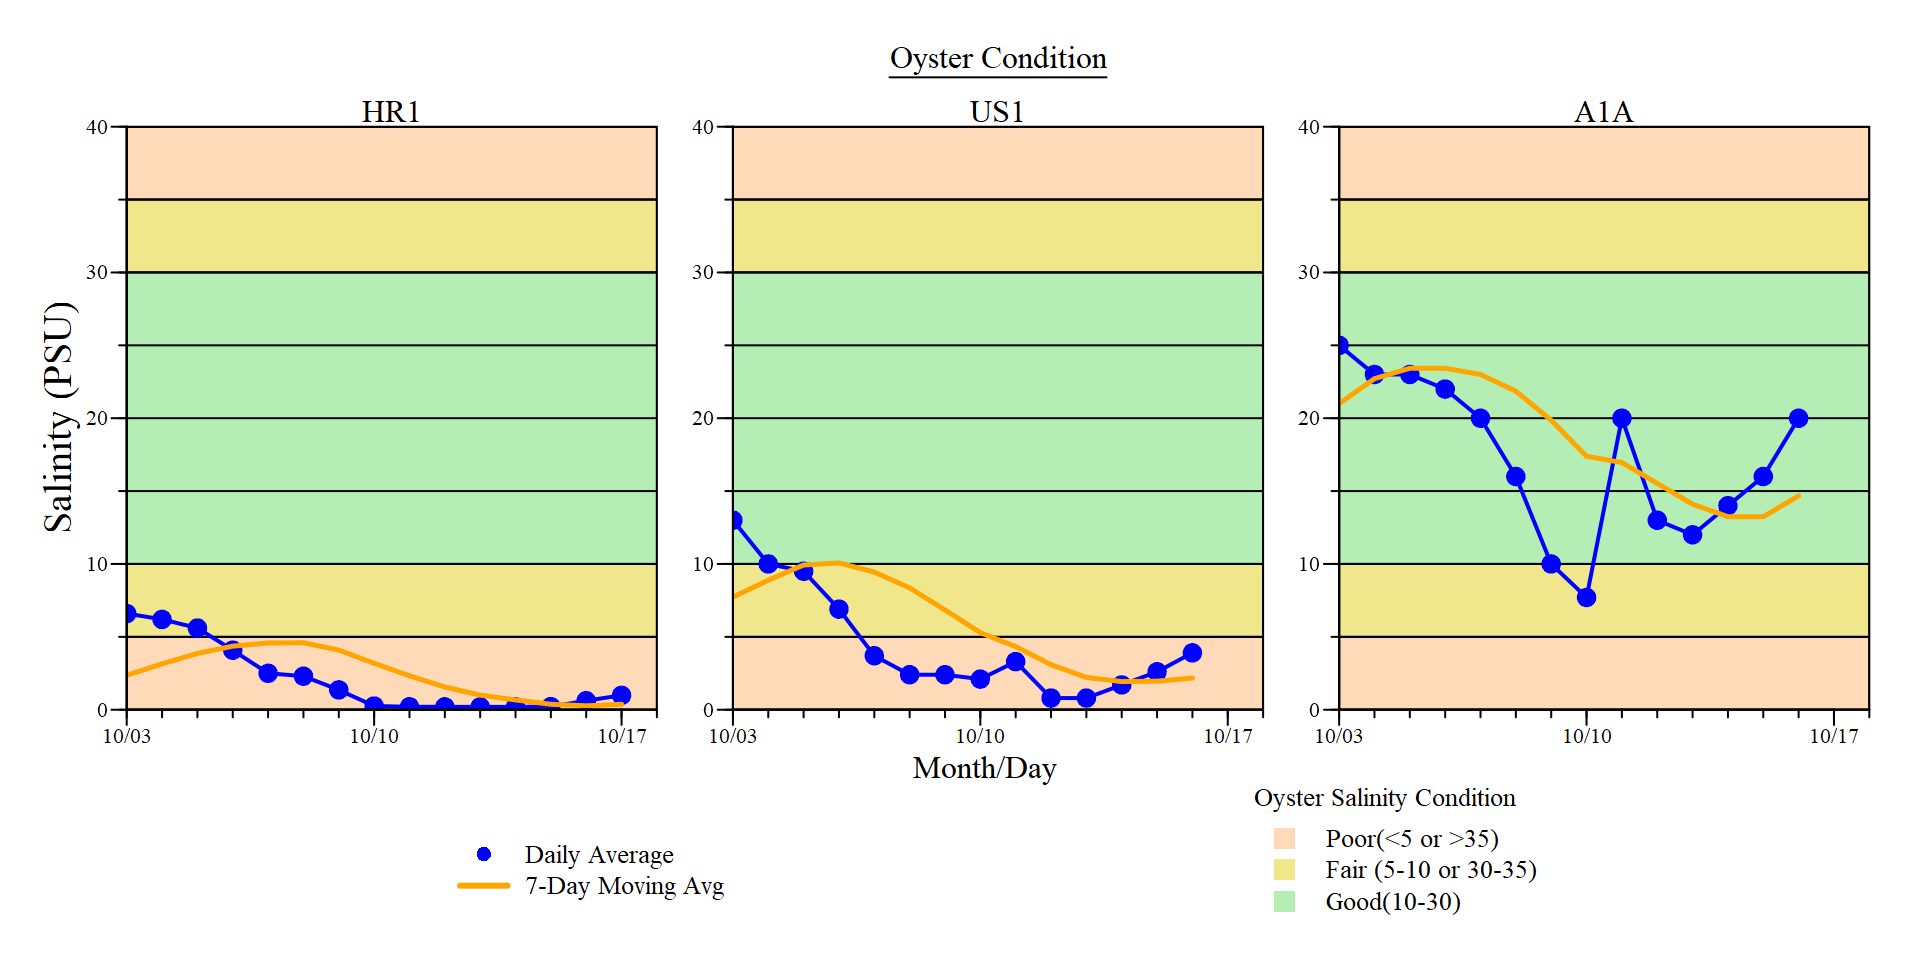 Oyster Condition
HR1
US1
A1A
Salinity (PSU)
40
30
20
10
0
40
30
20
10
0
40
30
20
10
0
10/03
10/10
10/17
10/03
10/10
10/17
10/03
10/10
10/17
Month/Day
Daily Average
7-Day Moving Avg
Oyster Salinity Condition
Poor(<5 or >35)
Fair (5-10 or 30-35)
Good(10-30)